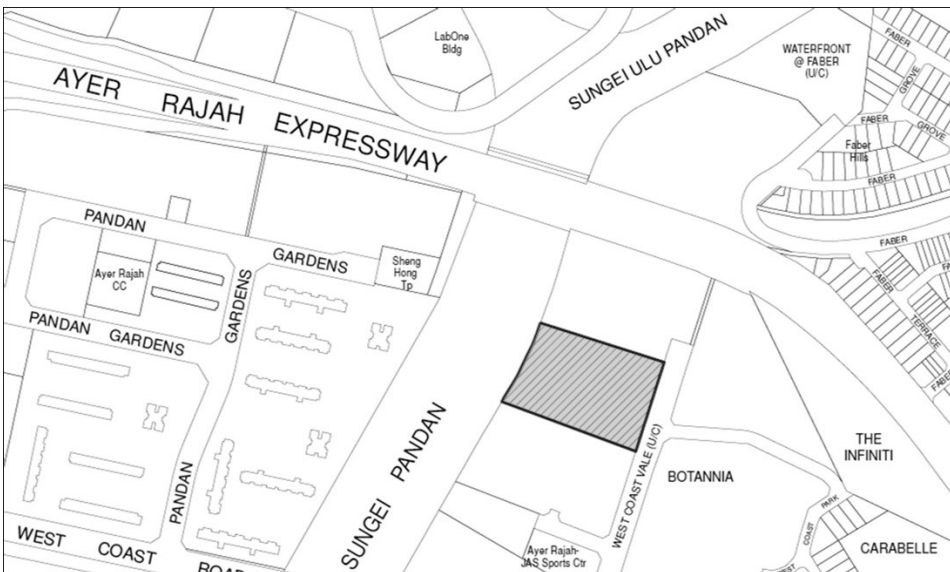 LabOne
Bldg
SUNGEI ULU PANDAN
WATERFRONT
@ FABER
(U/C)
FABER
GROVE
FABER
GROVE
Faber
Hills
FABER
AYER RAJAH EXPRESSWAY
PANDAN
GARDENS
Sheng
Hong
Tp
Ayer Rajah
CC
GARDENS
PANDAN
GARDENS
FABER
FABER
TERRACE
FABER
SUNGEI PANDAN
WEST COAST VALE (U/C)
BOTANNIA
THE
INFINITI
PARK
COAST
CARABELLE
PANDAN
WEST COAST
Ayer Rajah-
JAS Sports Ctr